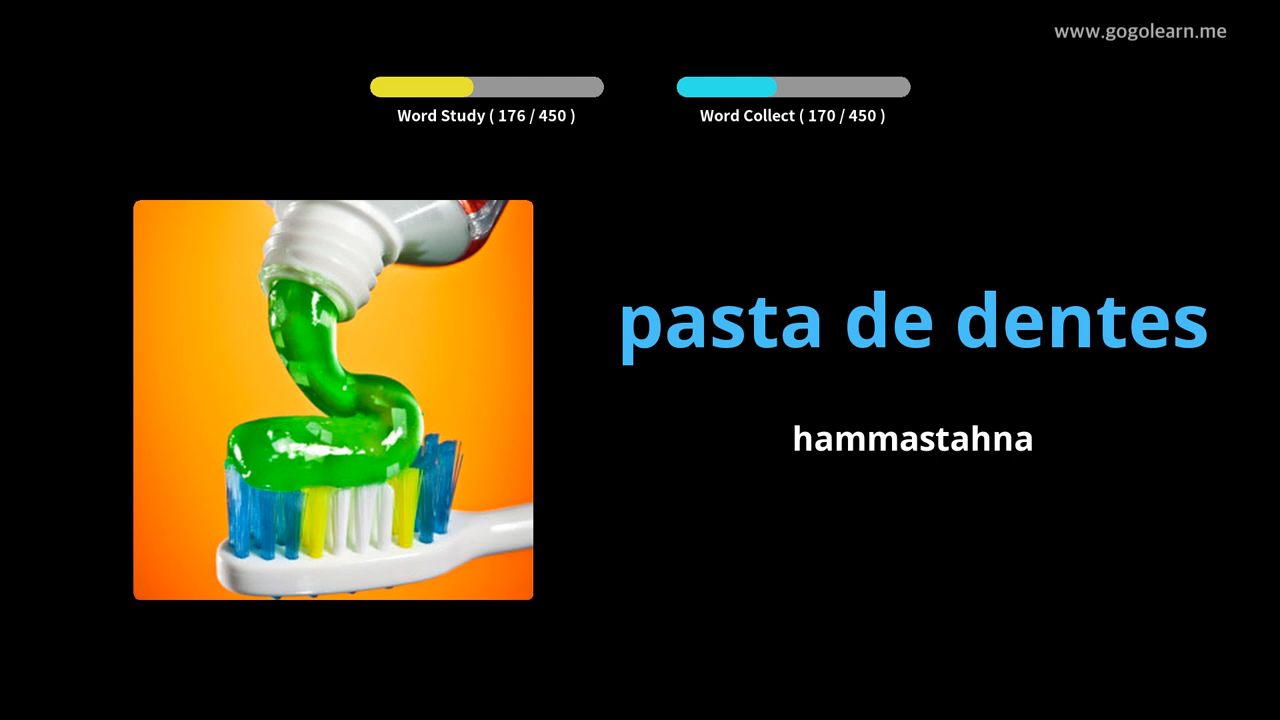 www.gogolearn.me
Word Study ( 176 / 450 )
Word Collect ( 170 / 450 )
pasta de dentes
hammastahna